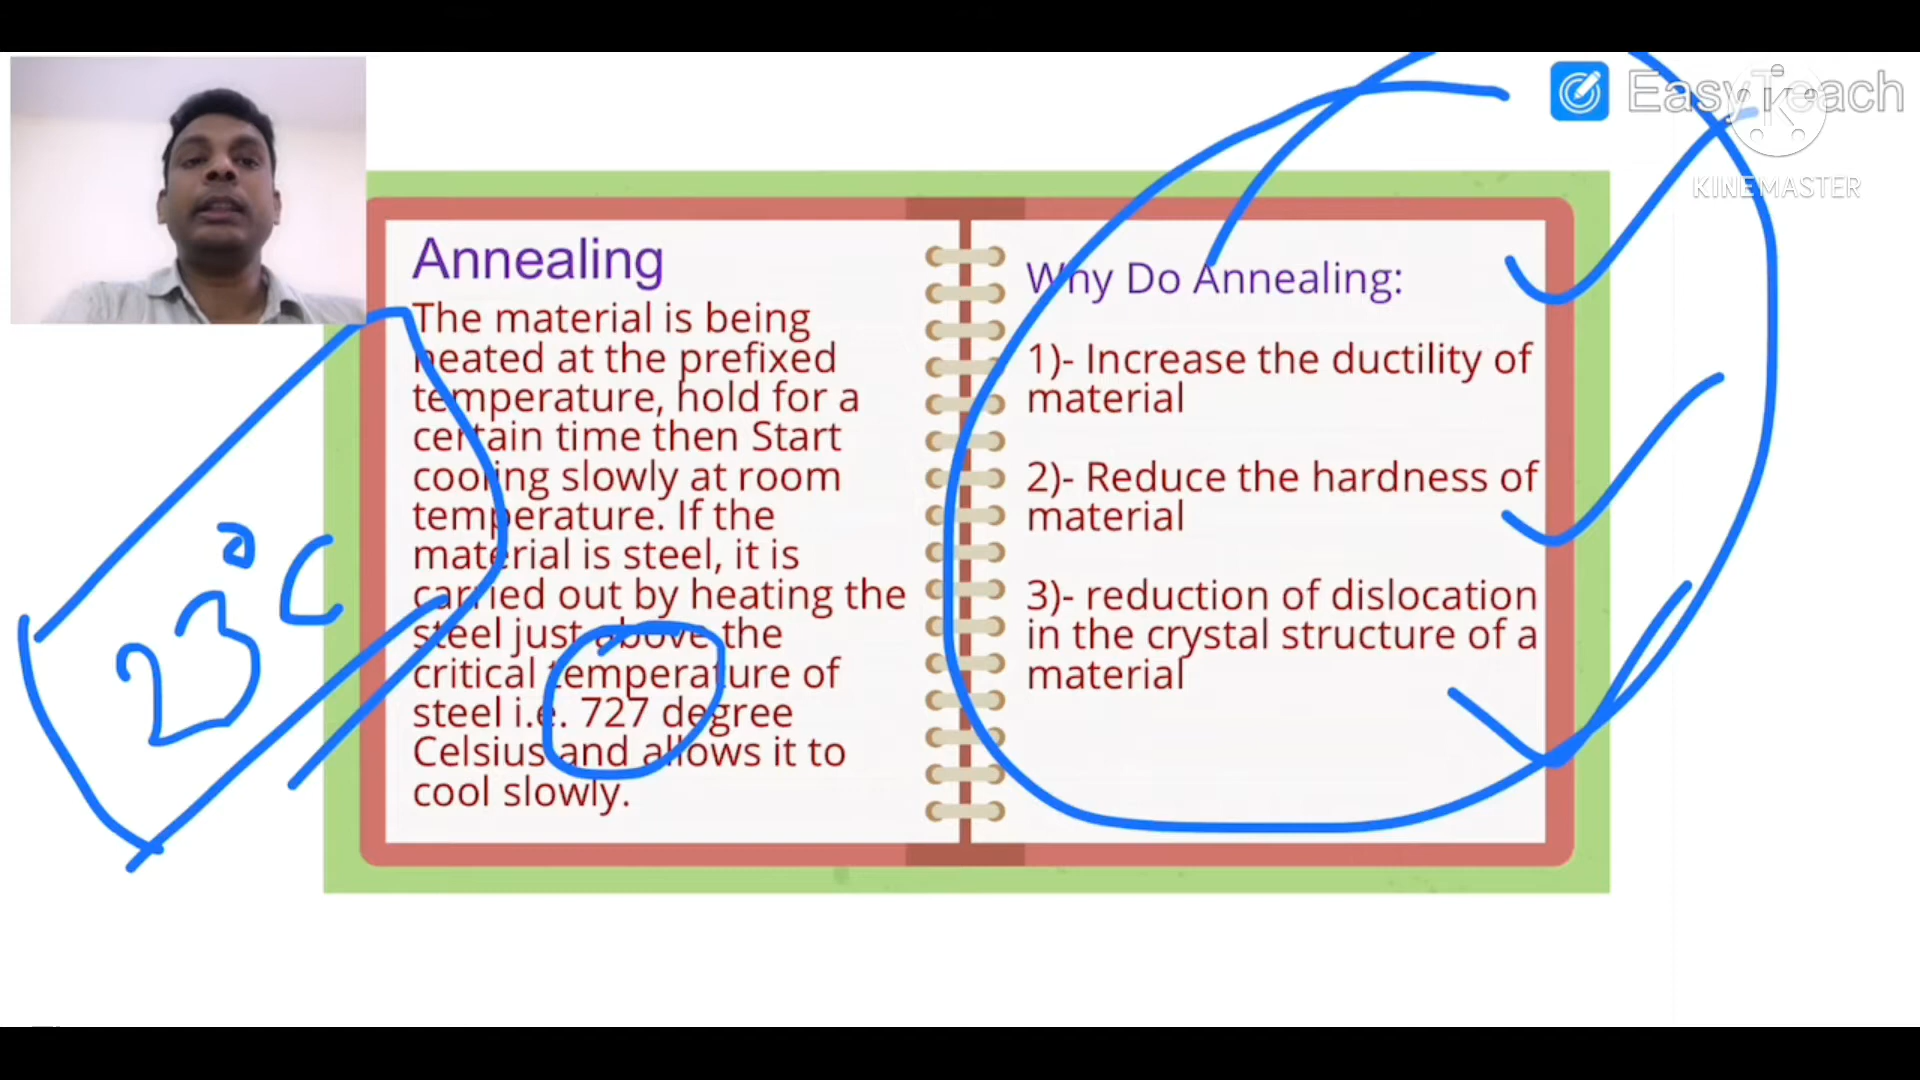 EasyTeach
KINEMASTER
Annealing
The material is being
heated at the prefixed
temperature, hold for a
certain time then Start
cooling slowly at room
temperature. If the
material is steel, it is
carried out by heating the
steel just above the
critical temperature of
steel i.e. 727 degree
Celsius and allows it to
cool slowly.
23°C
Why Do Annealing:
1)- Increase the ductility of
material
2)- Reduce the hardness of
material
3)- reduction of dislocation
in the crystal structure of a
material